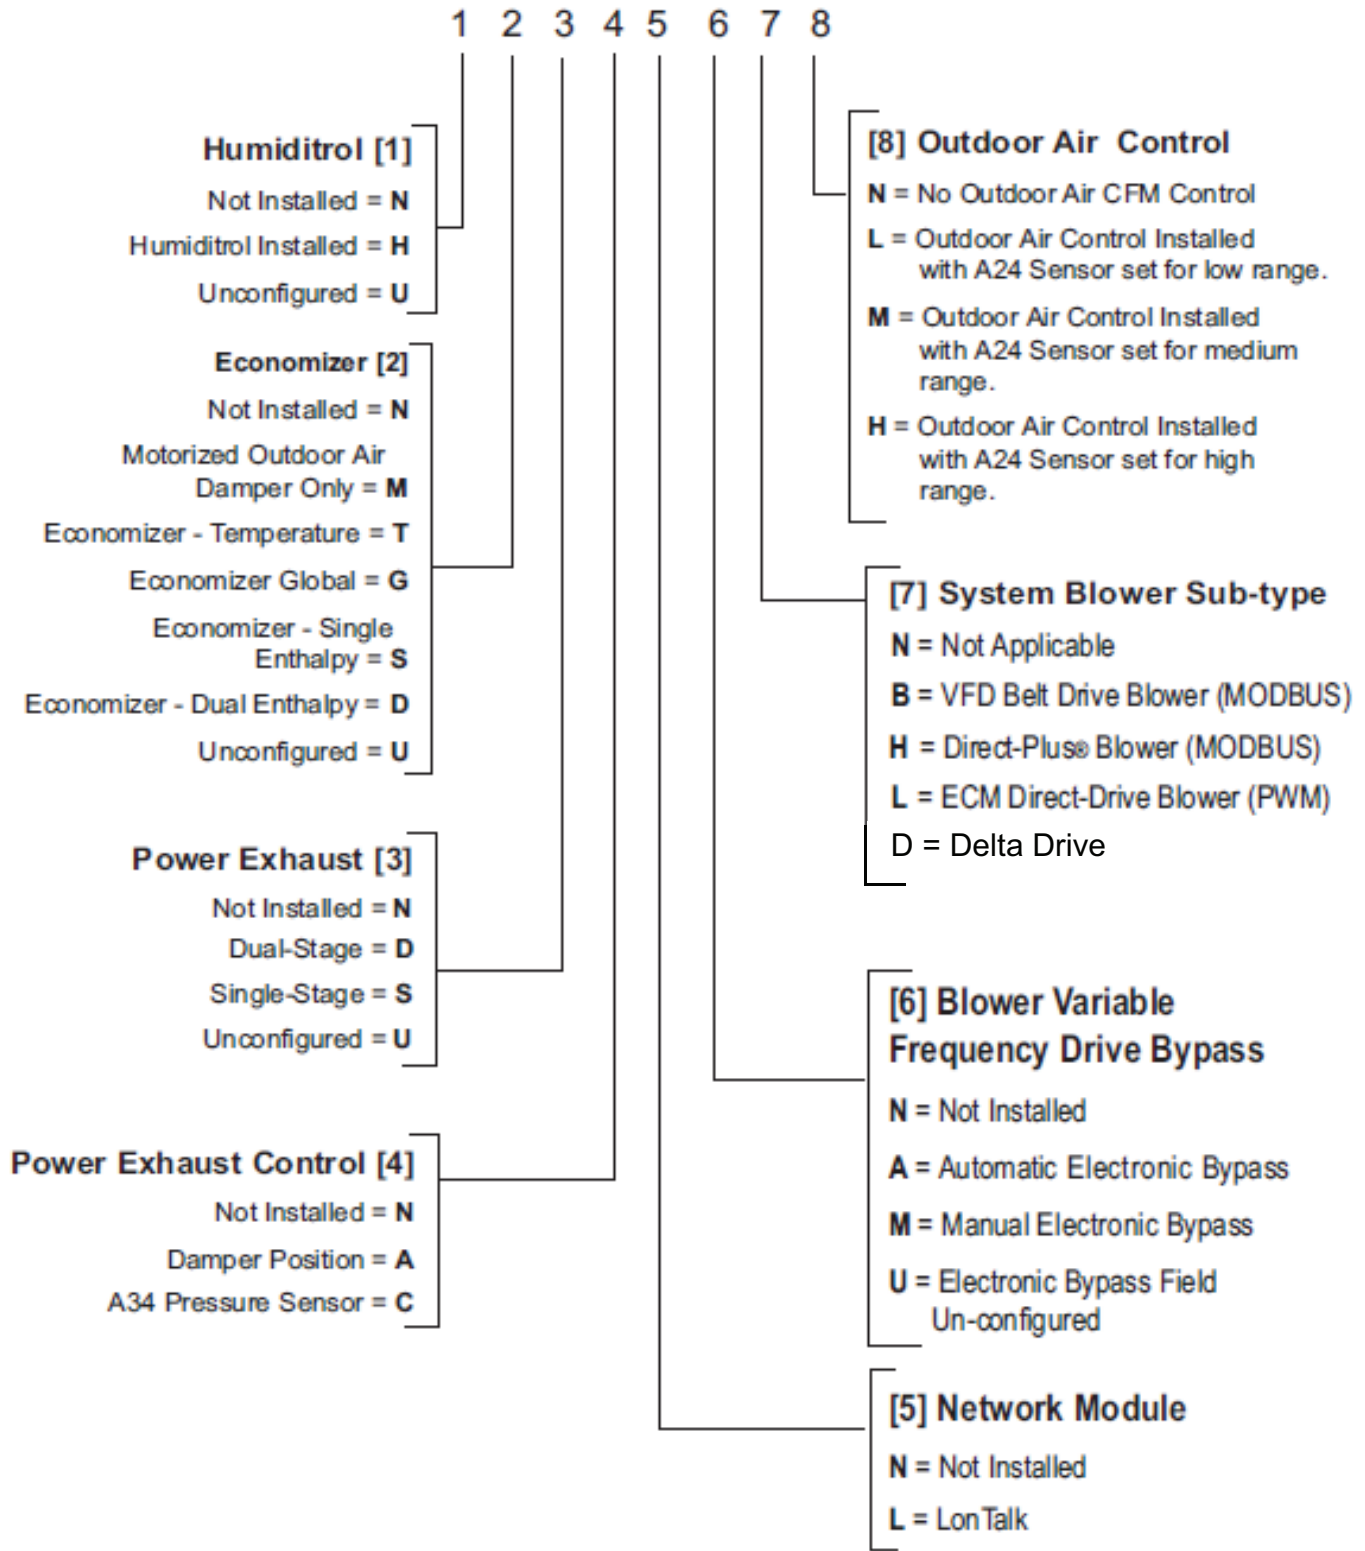 1 2 3 4 5 6 7 8
Humiditrol [1]
Not Installed = N
Humiditrol Installed = H
Unconfigured = U
Economizer [2]
Not Installed = N
Motorized Outdoor Air
Damper Only = M
Economizer - Temperature = T
Economizer Global = G
Economizer - Single
Enthalpy = S
Economizer - Dual Enthalpy = D
Unconfigured = U
Power Exhaust [3]
Not Installed = N
Dual-Stage = D
Single-Stage = S
Unconfigured = U
Power Exhaust Control [4]
Not Installed = N
Damper Position = A
A34 Pressure Sensor = C
[8] Outdoor Air Control
N = No Outdoor Air CFM Control
L = Outdoor Air Control Installed
with A24 Sensor set for low range.
M = Outdoor Air Control Installed
with A24 Sensor set for medium
range.
H = Outdoor Air Control Installed
with A24 Sensor set for high
range.
[7] System Blower Sub-type
N = Not Applicable
B = VFD Belt Drive Blower (MODBUS)
H = Direct-Plus® Blower (MODBUS)
L = ECM Direct-Drive Blower (PWM)
D = Delta Drive
[6] Blower Variable
Frequency Drive Bypass
N = Not Installed
A = Automatic Electronic Bypass
M = Manual Electronic Bypass
U = Electronic Bypass Field
Un-configured
[5] Network Module
N = Not Installed
L = LonTalk